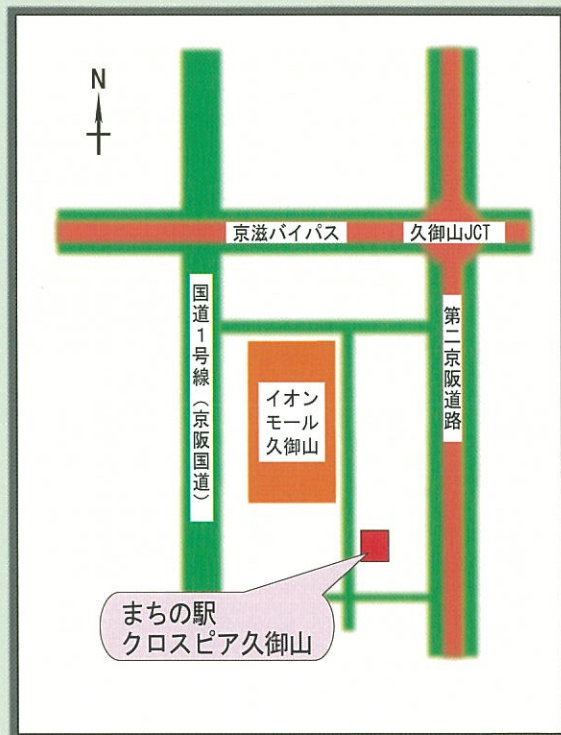 N
京滋バイパス
久御山JCT
国道1号線（京阪国道）
第二京阪道路
イオン
モール
久御山
まちの駅
クロスピア久御山